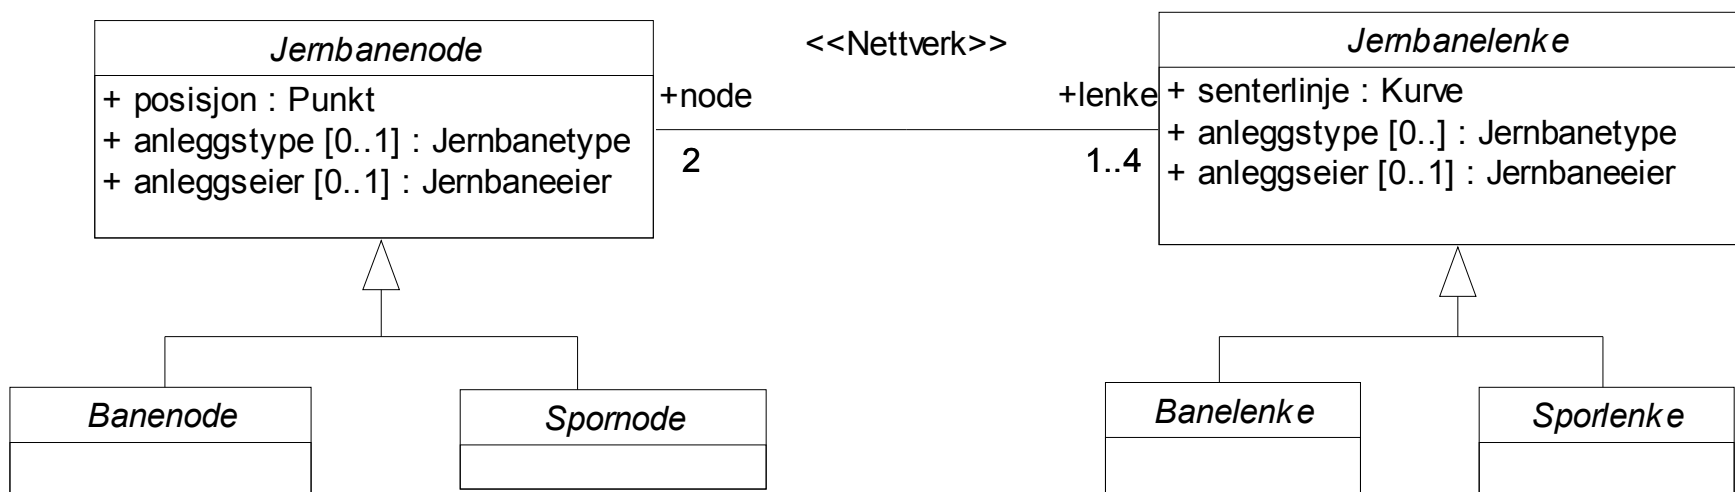 Jernbanenode
+ posisjon : Punkt
+ anleggstype [0..1] : Jernbanetype
+ anleggseier [0..1] : Jernbaneeier
<<Nettverk>>
+node
+lenke
2
1..4
Jernbanelenke
+ senterlinje : Kurve
+ anleggstype [0..] : Jernbanetype
+ anleggseier [0..1] : Jernbaneeier
Banenode
Spornode
Banelenke
Sporlenke